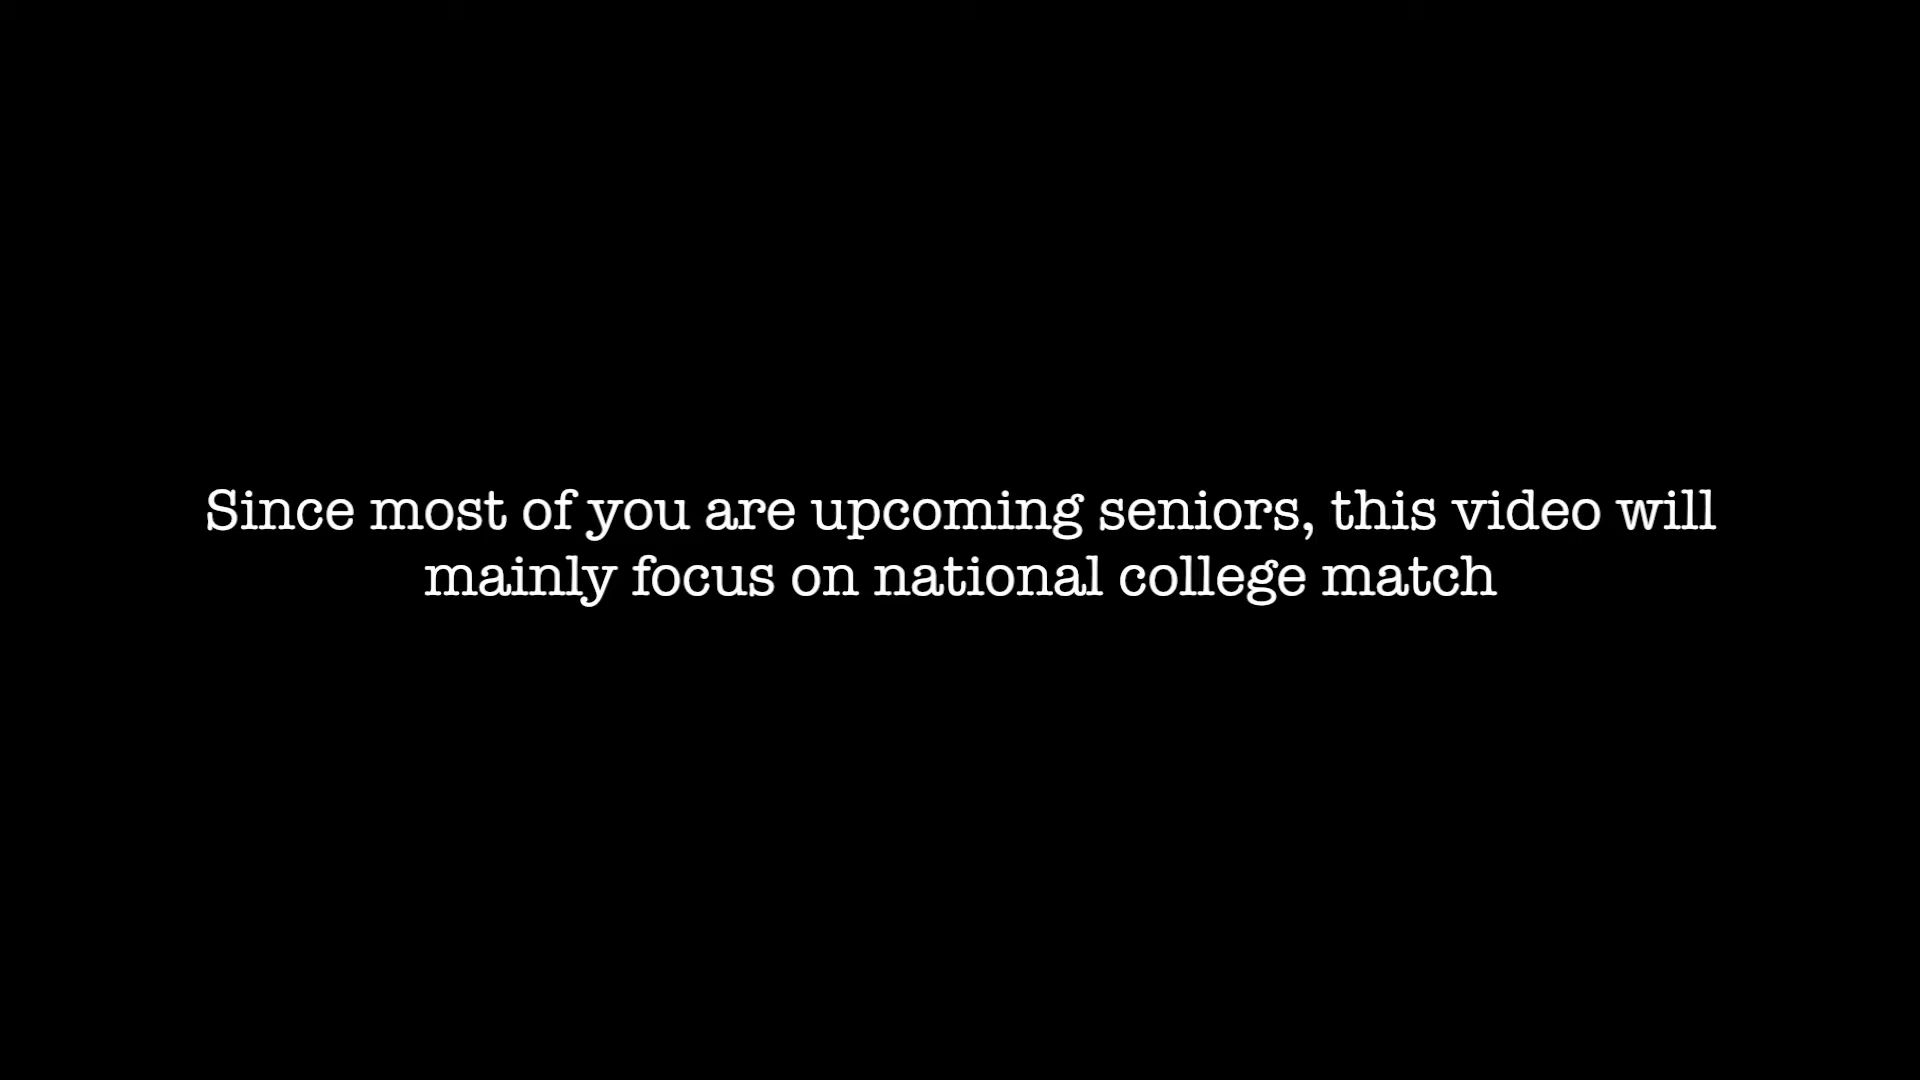 Since most of you are upcoming seniors, this video will
mainly focus on national college match